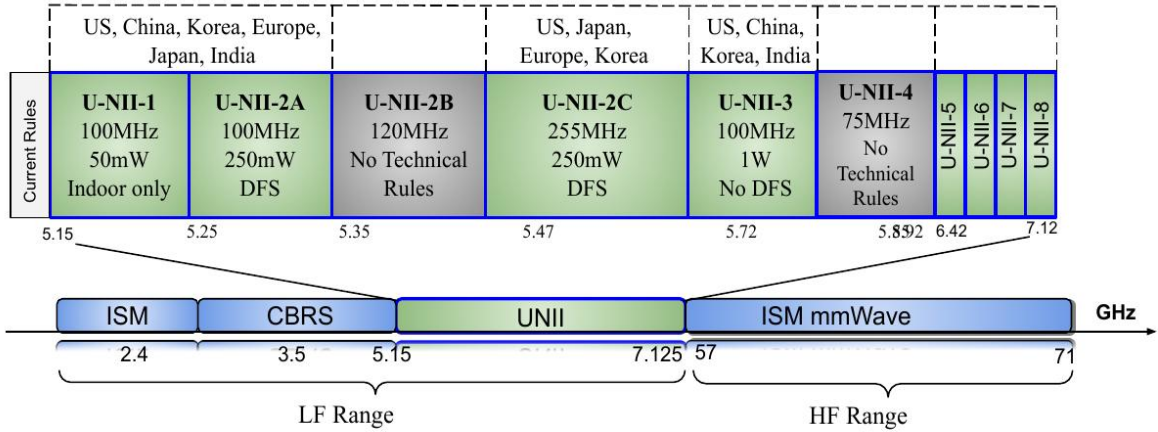 US, China, Korea, Europe,
Japan, India
US, Japan,
Europe, Korea
US, China,
Korea, India
Current Rules
U-NII-1
100MHz
50mW
Indoor only
U-NII-2A
100MHz
250mW
DFS
U-NII-2B
120MHz
No Technical
Rules
U-NII-2C
255MHz
250mW
DFS
U-NII-3
100MHz
1W
No DFS
U-NII-4
75MHz
No
Technical
Rules
U-NII-5
U-NII-6
U-NII-7
U-NII-8
5.15
5.25
5.35
5.47
5.72
5.85
5.92
6.42
7.12
ISM
CBRS
UNII
ISM mmWave
GHz
2.4
3.5
5.15
7.125
57
71
LF Range
HF Range